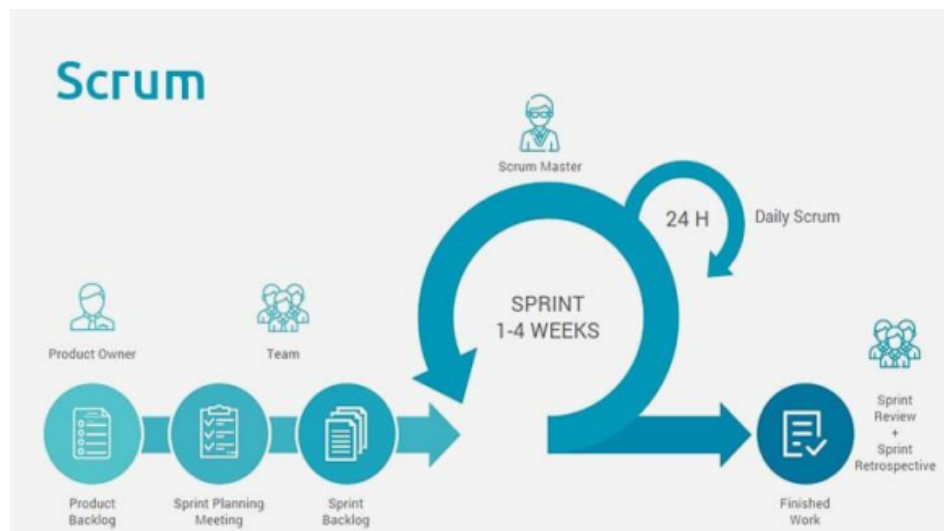 Scrum
Scrum Master
24 H
Daily Scrum
SPRINT
1-4 WEEKS
Product Owner
Team
Product
Backlog
Sprint Planning
Meeting
Sprint
Backlog
Finished
Work
Sprint
Review
+
Sprint
Retrospective